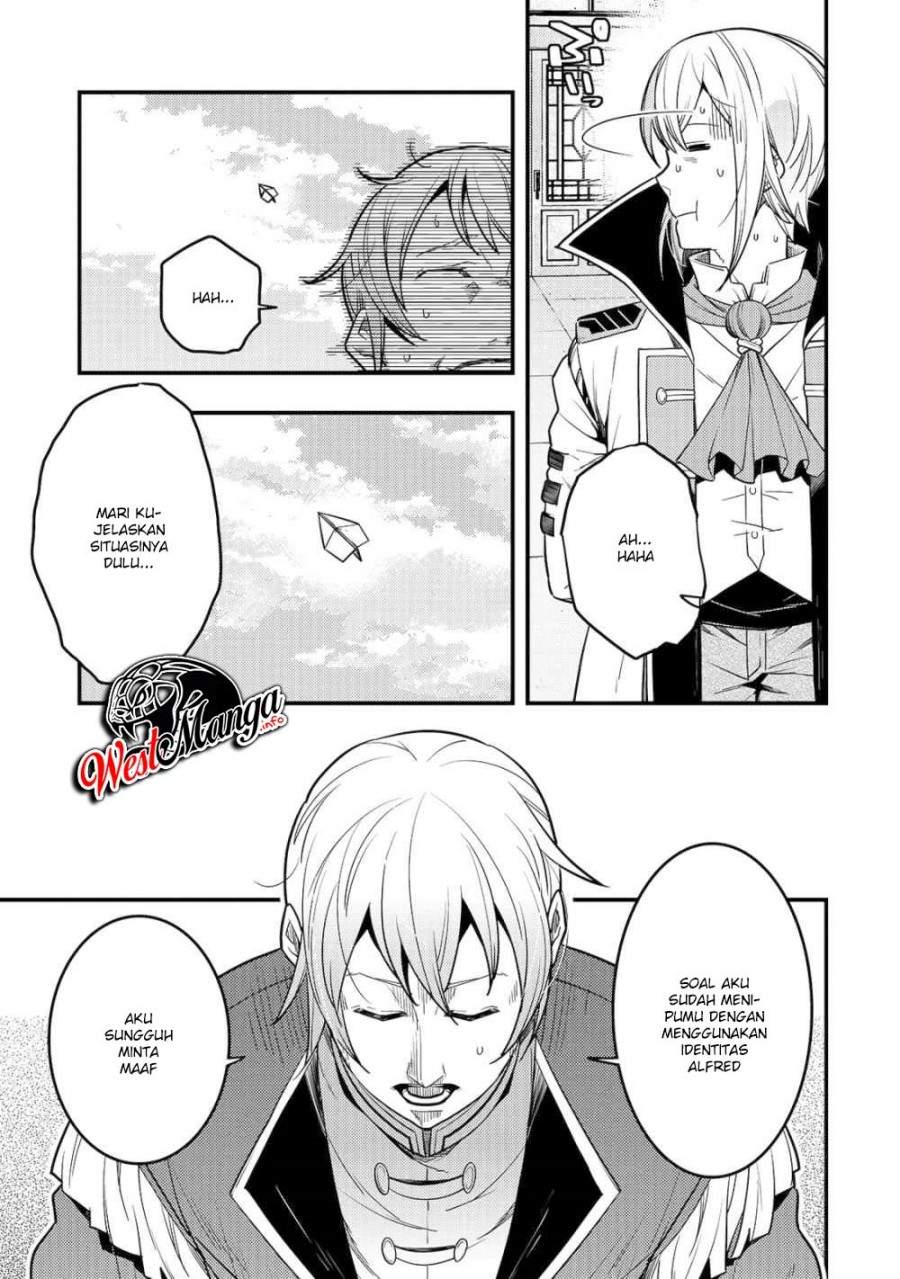 AH...
HAHA
HAH...
MARI KU-
JELASKAN
SITUASINYA
DULU...
WestManga
.info
SOAL AKU
SUDAH MENI-
PUMU DENGAN
MENGGUNAKAN
IDENTITAS
ALFRED
AKU
SUNGGUH
MINTA
MAAF